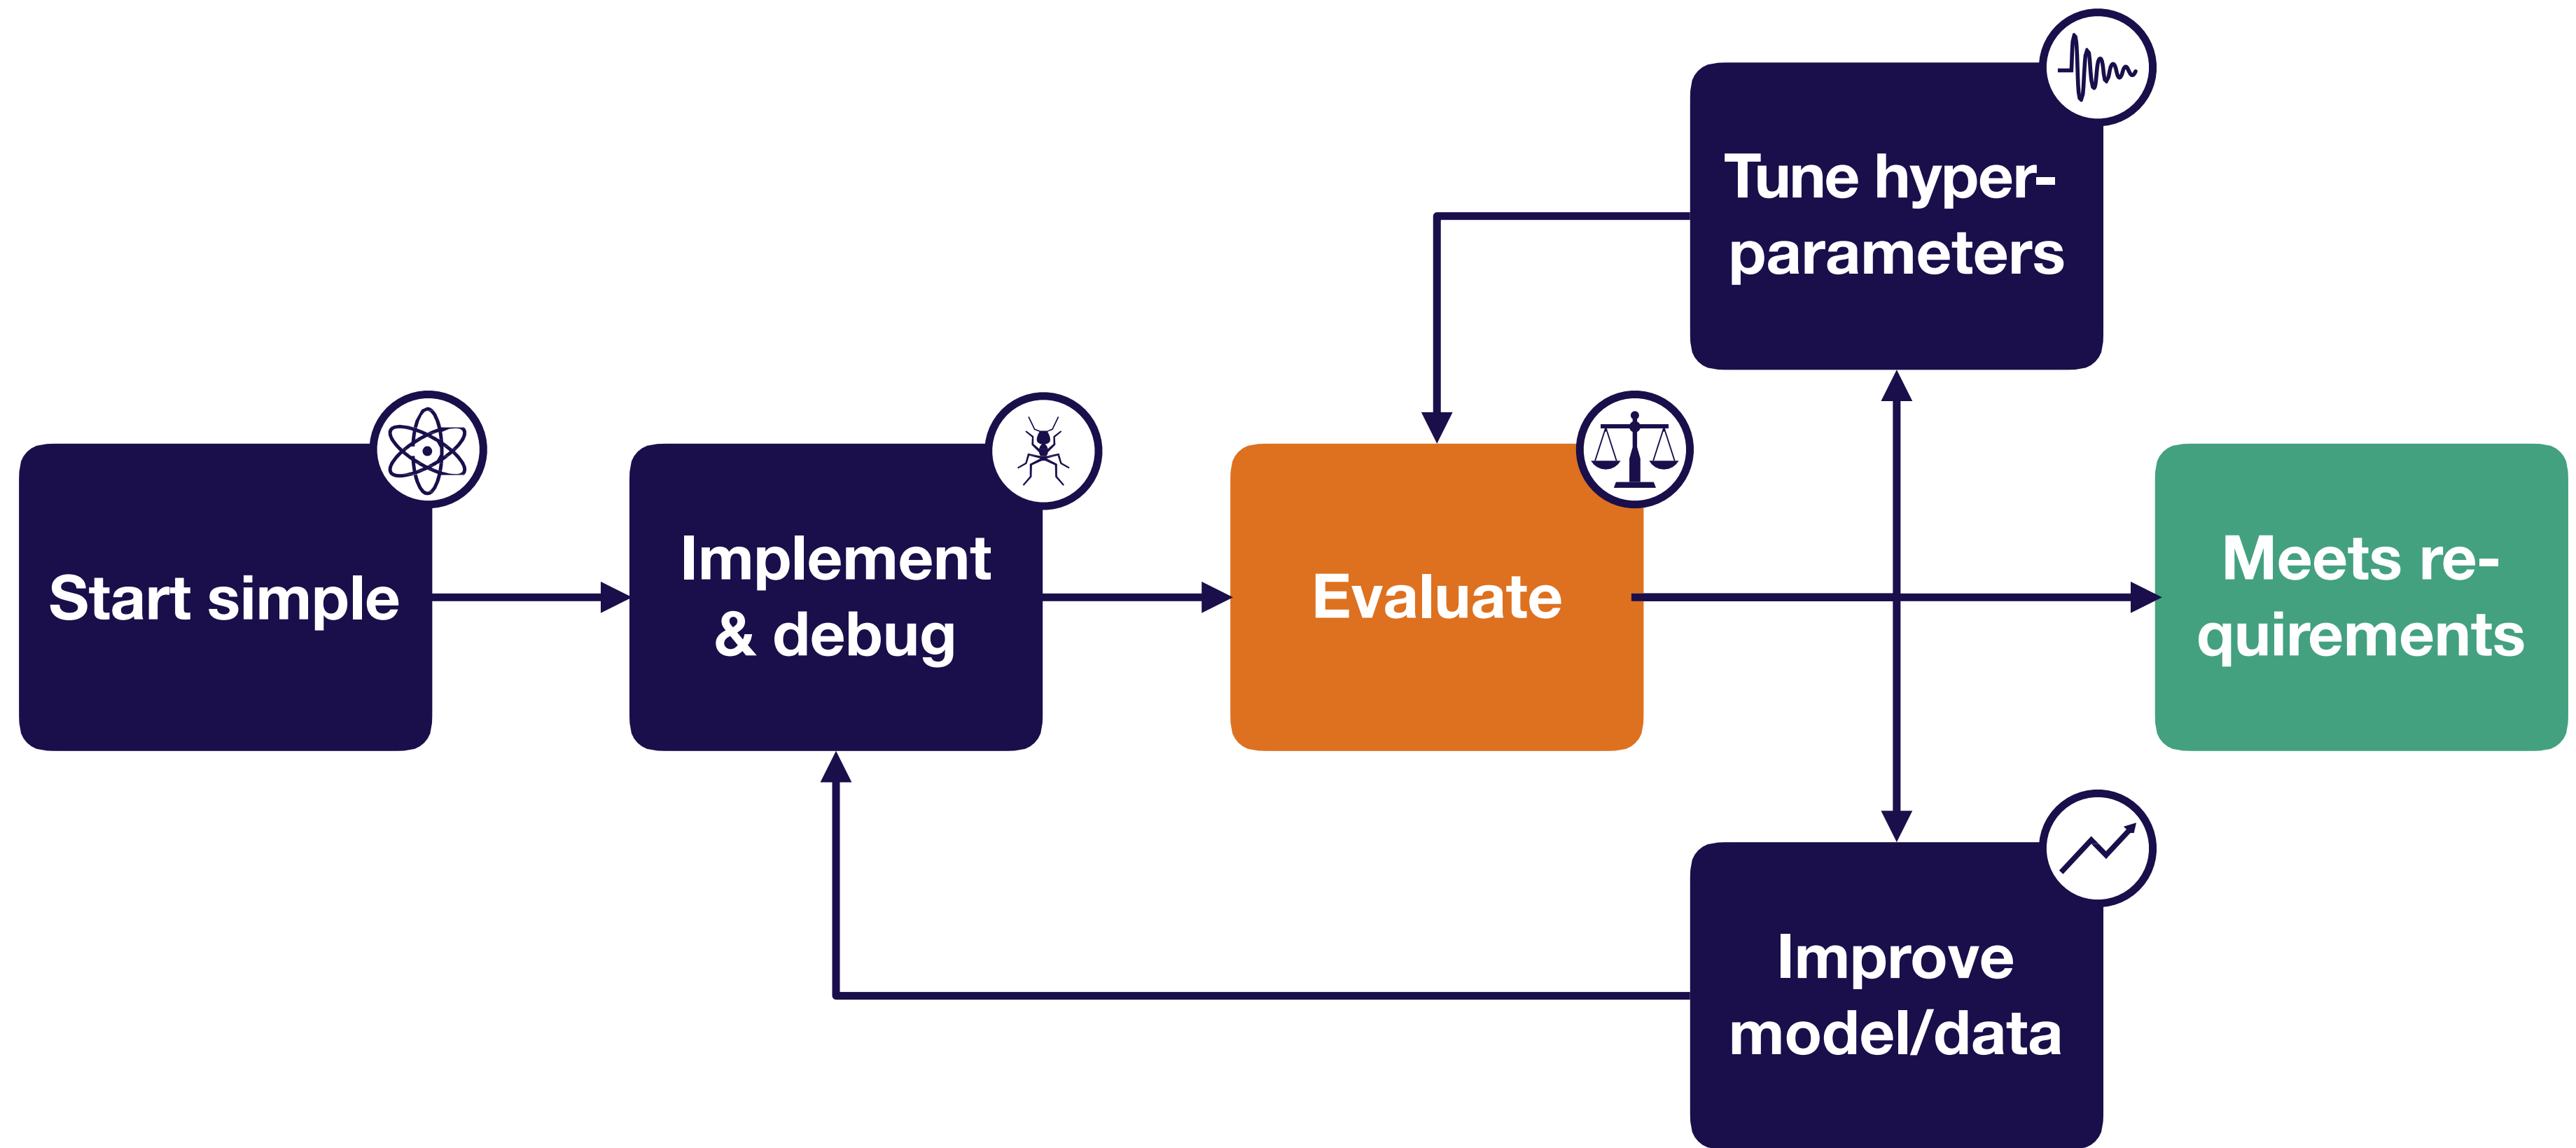 Tune hyper-
parameters
Start simple
Implement
& debug
Evaluate
Meets re-
quirements
Improve
model/data